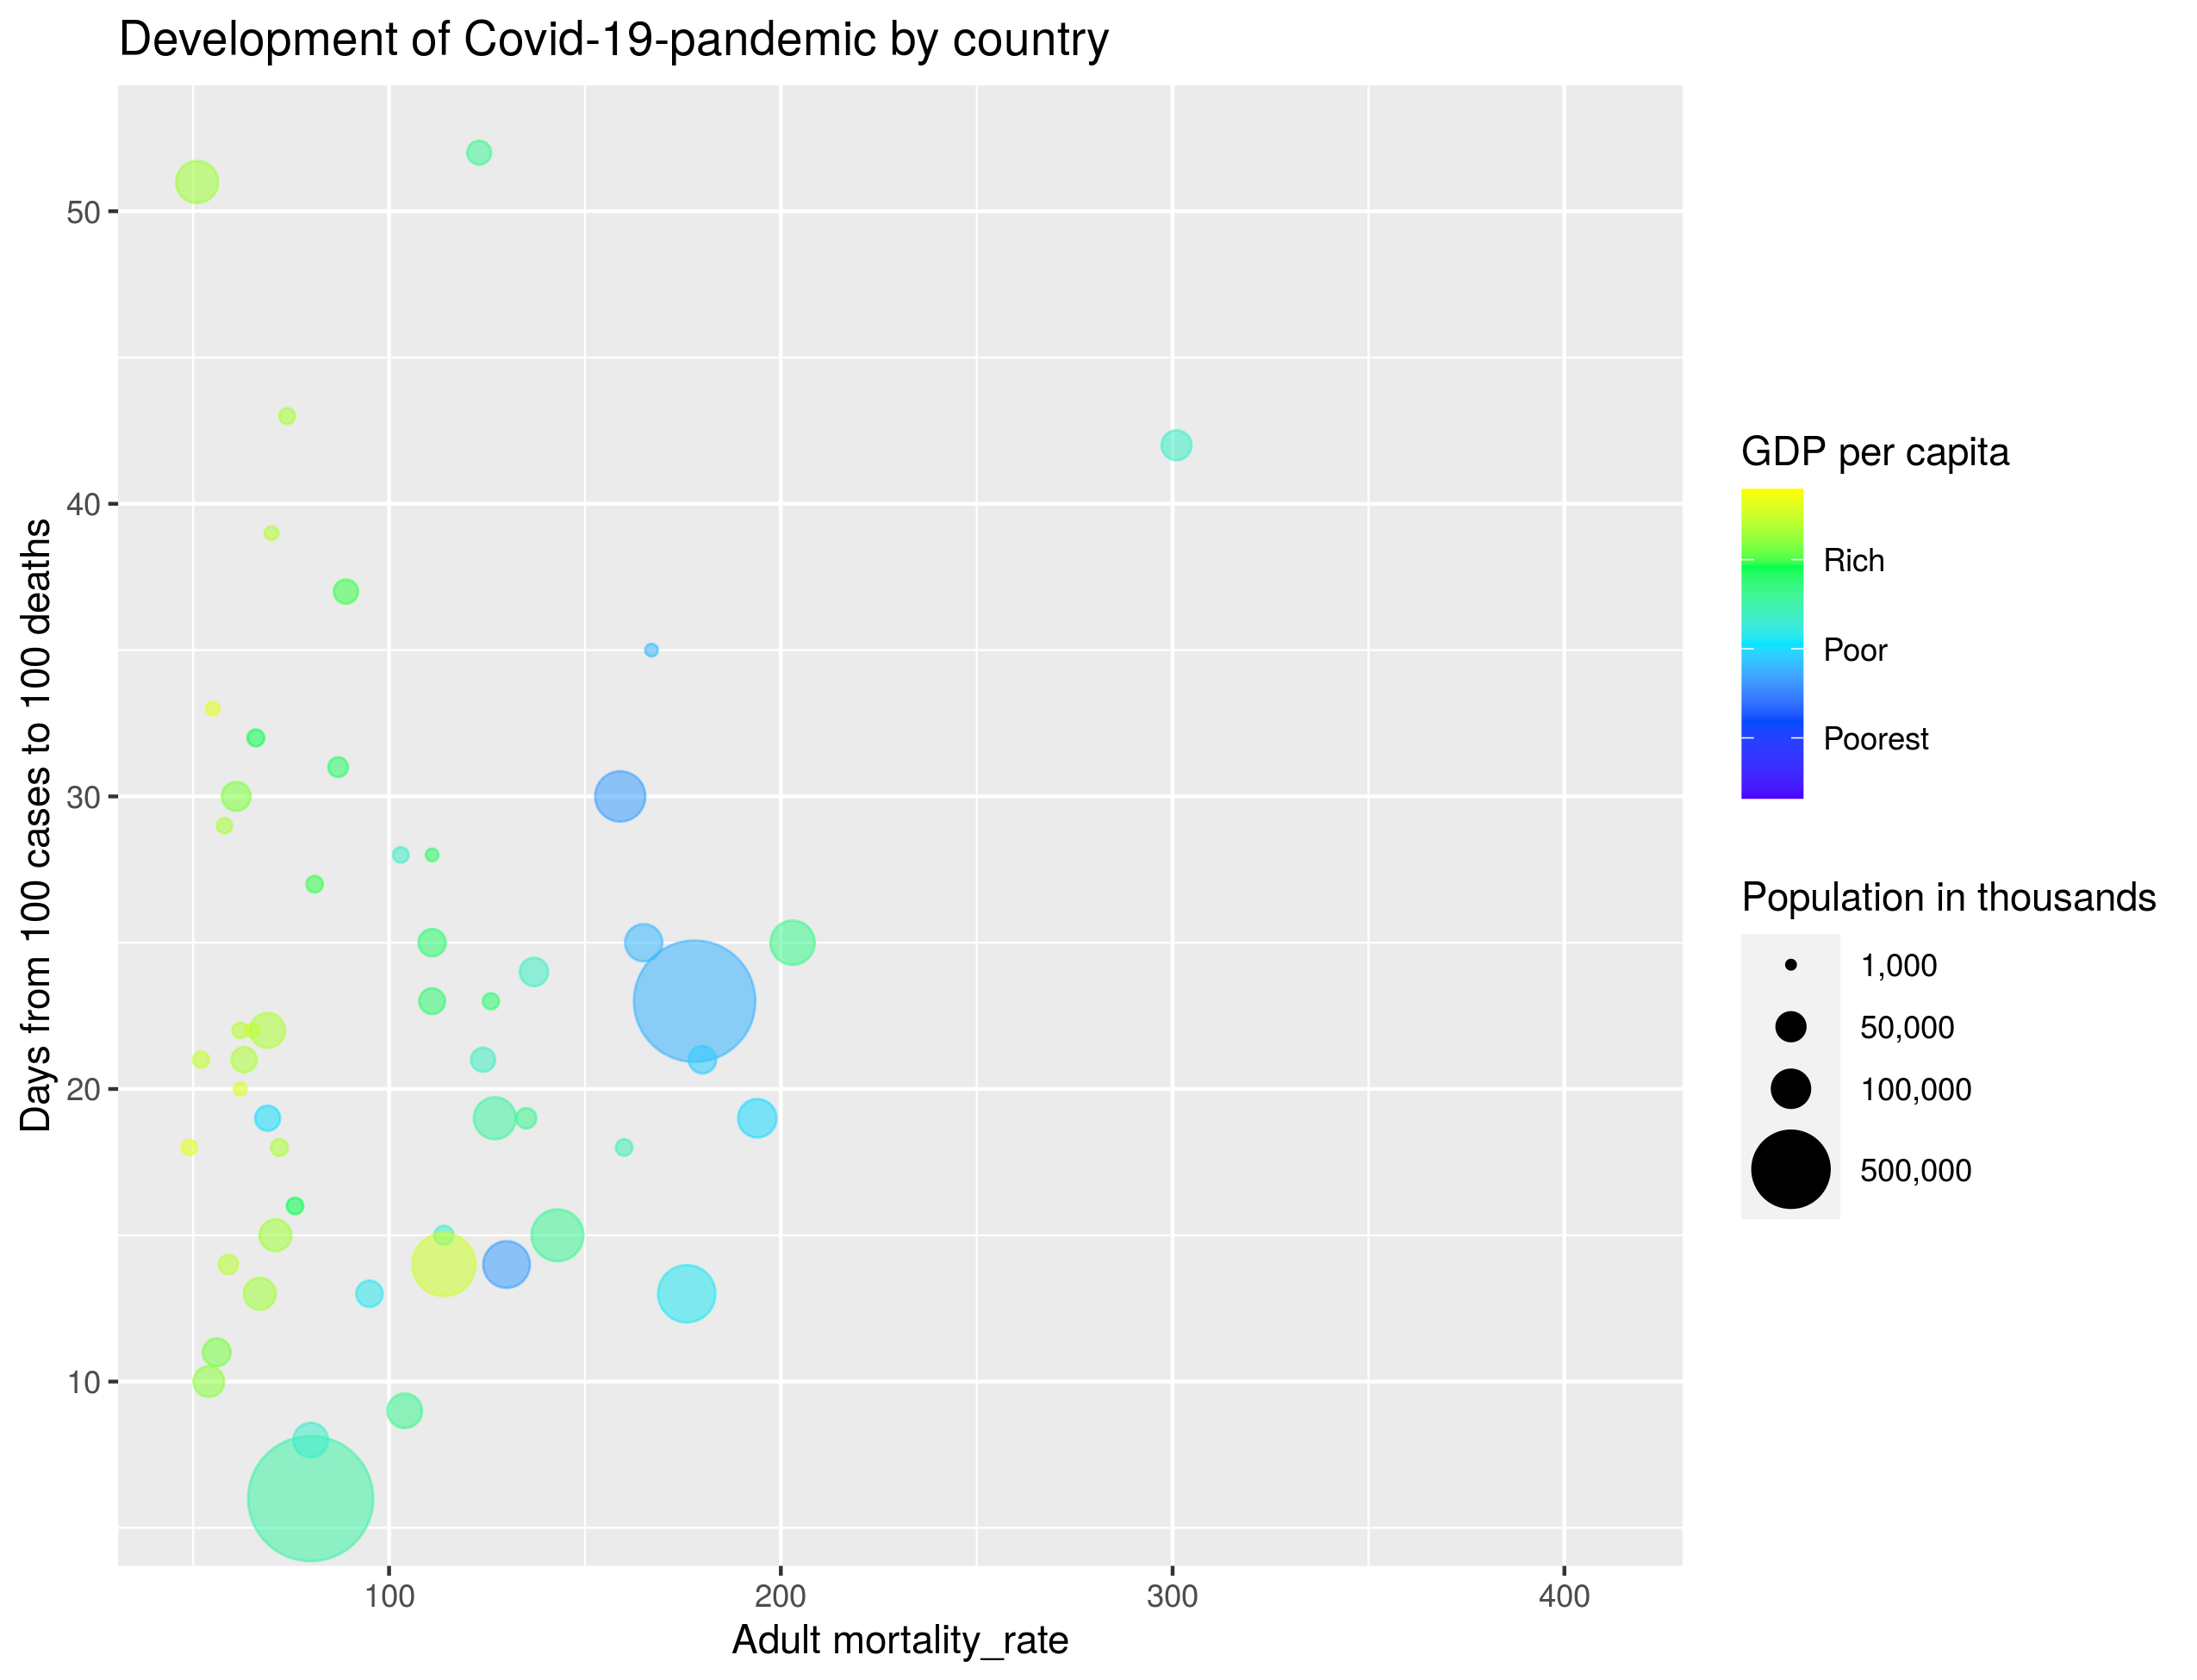 Development of Covid-19-pandemic by country
Days from 100 cases to 100 deaths
50
40
30
20
10
100
200
300
400
Adult mortality_rate
GDP per capita
Rich
Poor
Poorest
Population in thousands
1,000
50,000
100,000
500,000